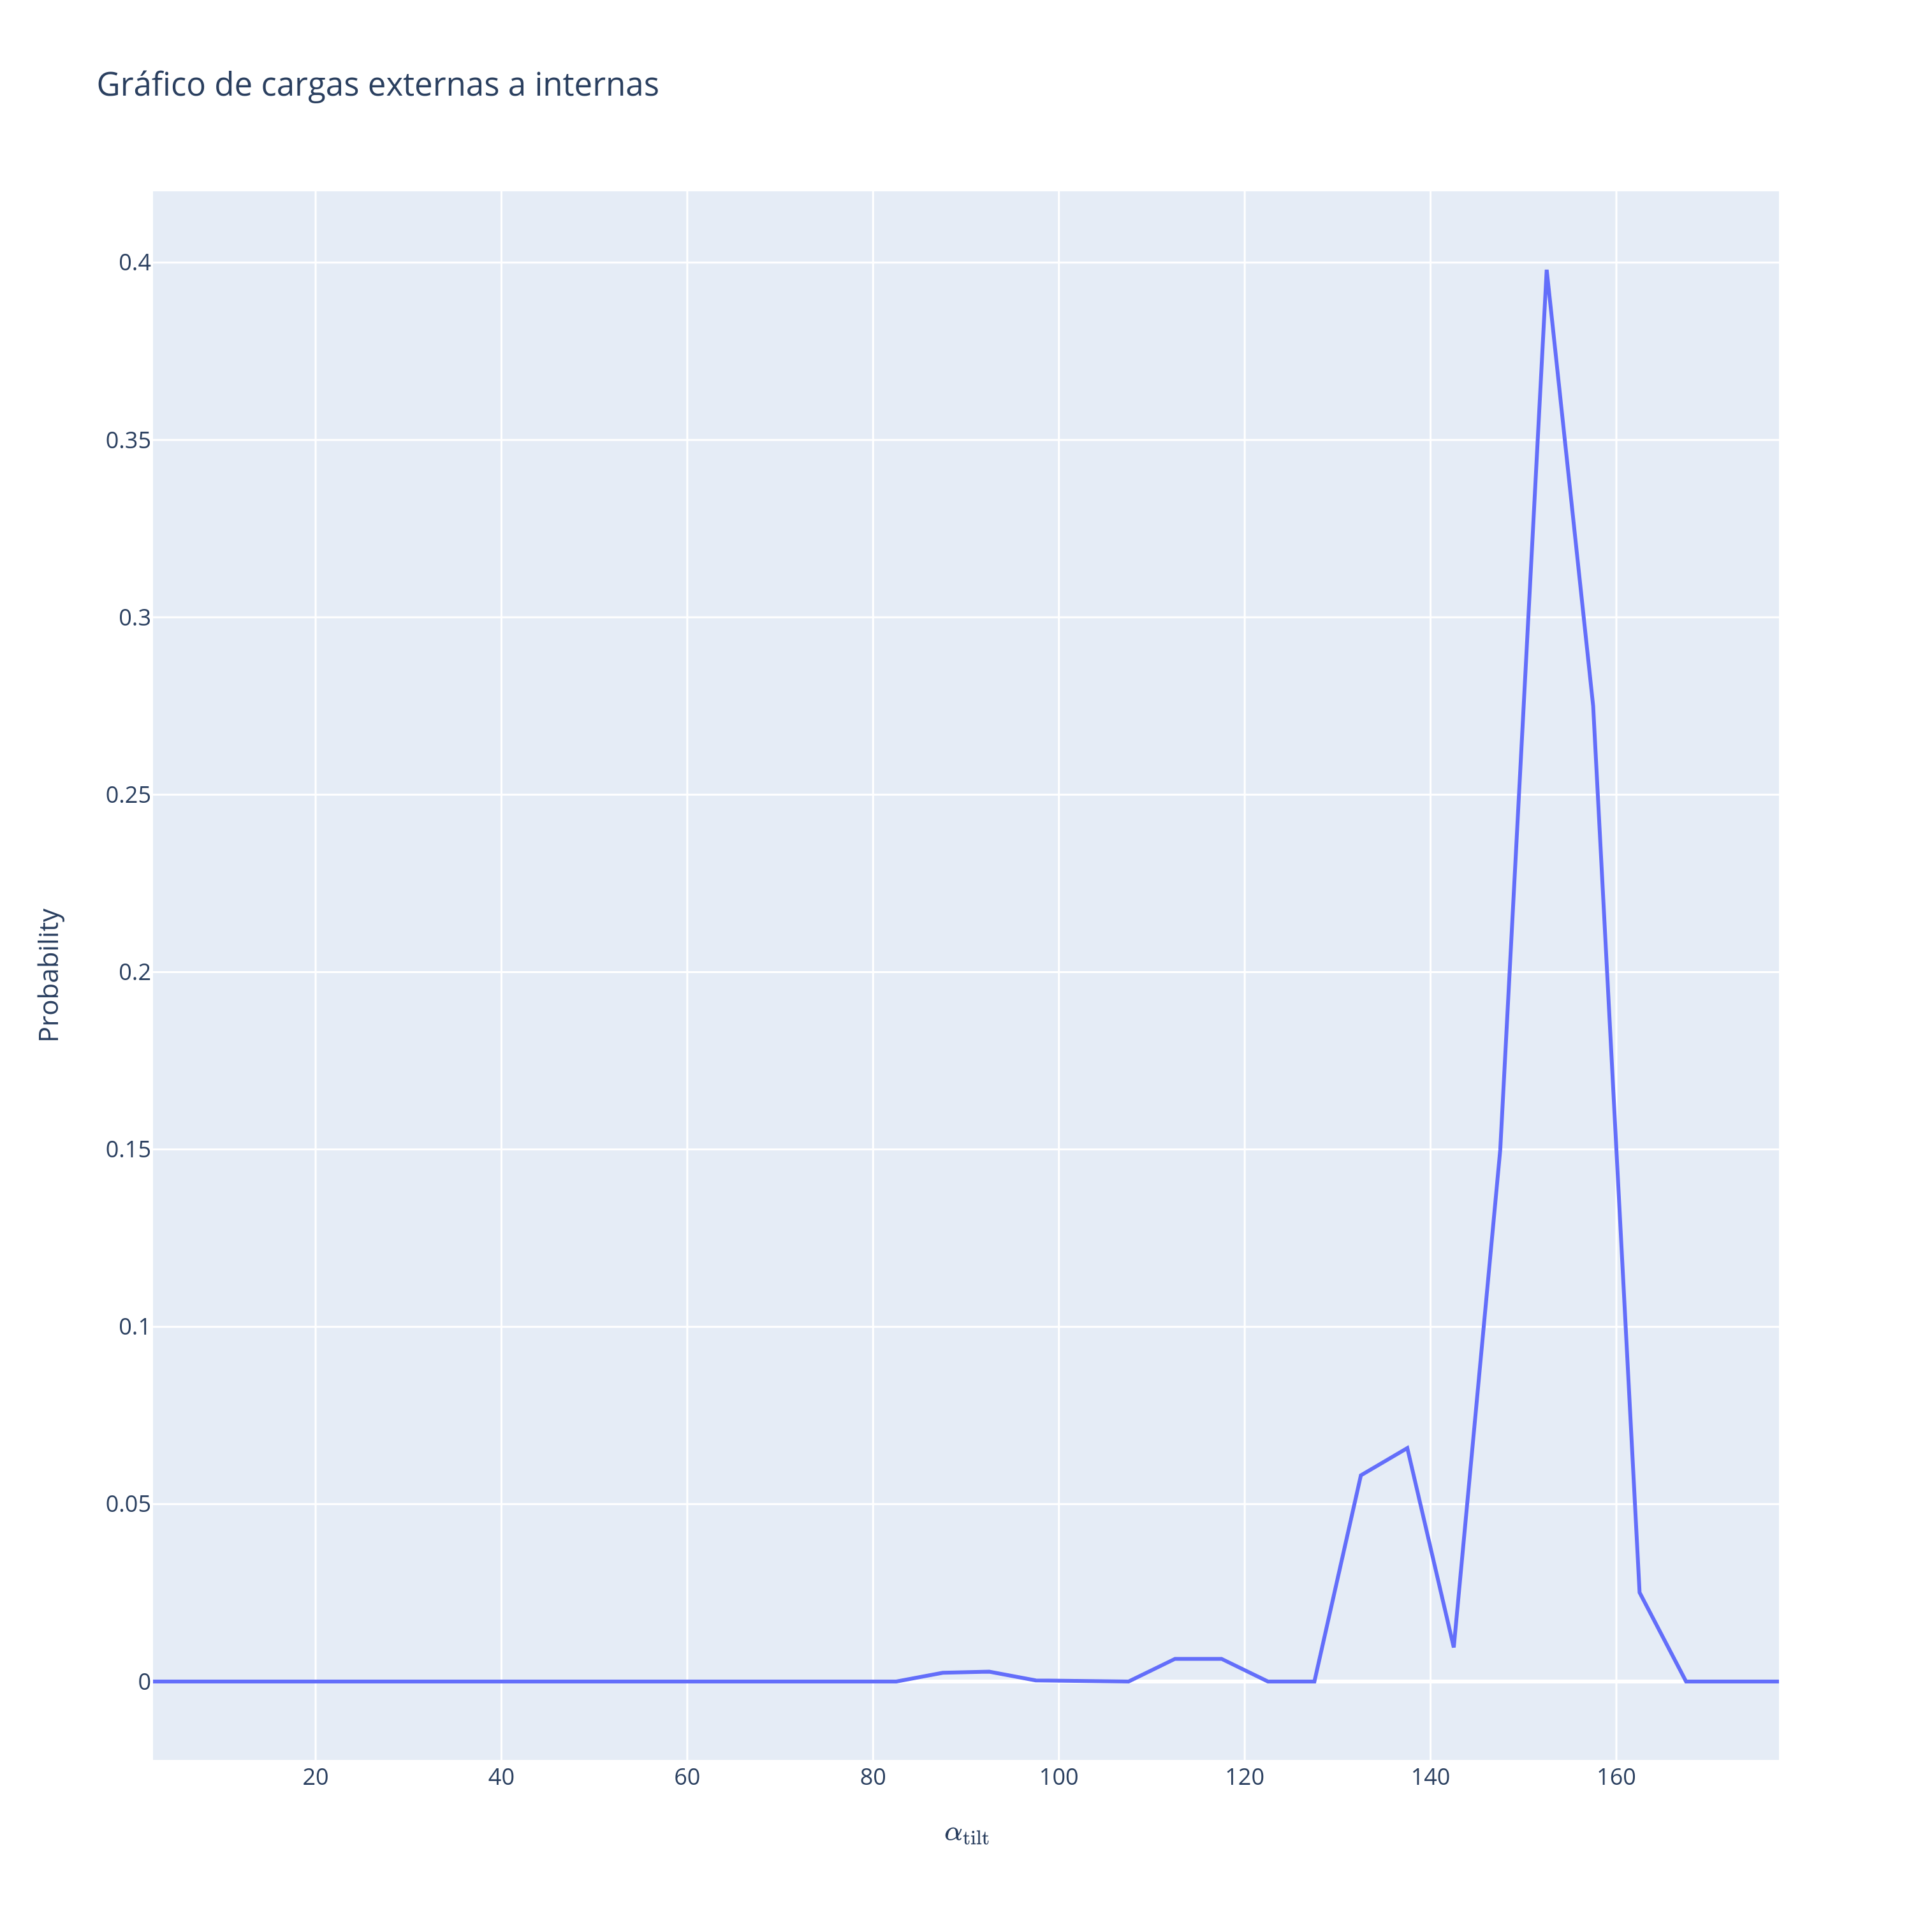 Gráfico de cargas externas a internas
0.4
0.35
0.3
0.25
0.2
0.15
0.1
0.05
0
Probability
20 40 60 80 100 120 140 160
α_tilt